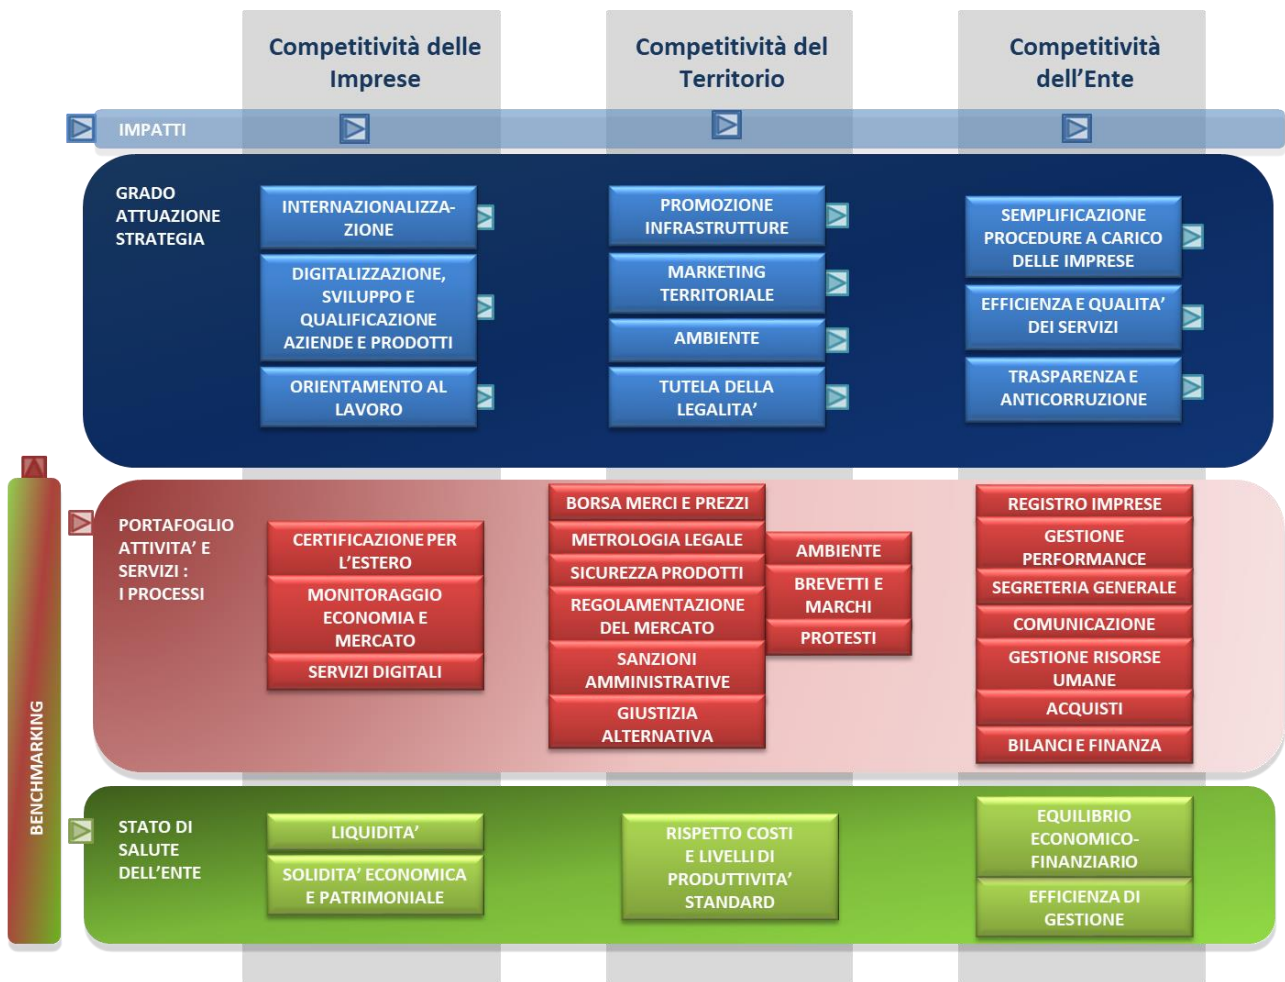 Competitività delle
Imprese
Competitività del
Territorio
Competitività
dell'Ente
IMPATTI
GRADO
ATTUAZIONE
STRATEGIA
INTERNAZIONALIZZA-
ZIONE
DIGITALIZZAZIONE,
SVILUPPO E
QUALIFICAZIONE
AZIENDE E PRODOTTI
ORIENTAMENTO AL
LAVORO
PROMOZIONE
INFRASTRUTTURE
MARKETING
TERRITORIALE
AMBIENTE
TUTELA DELLA
LEGALITA'
SEMPLIFICAZIONE
PROCEDURE A CARICO
DELLE IMPRESE
EFFICIENZA E QUALITA'
DEI SERVIZI
TRASPARENZA E
ANTICORRUZIONE
BENCHMARKING
PORTAFOGLIO
ATTIVITA' E
SERVIZI :
I PROCESSI
CERTIFICAZIONE PER
L'ESTERO
MONITORAGGIO
ECONOMIA E
MERCATO
SERVIZI DIGITALI
BORSA MERCI E PREZZI
METROLOGIA LEGALE
SICUREZZA PRODOTTI
REGOLAMENTAZIONE
DEL MERCATO
SANZIONI
AMMINISTRATIVE
GIUSTIZIA
ALTERNATIVA
AMBIENTE
BREVETTI E
MARCHI
PROTESTI
REGISTRO IMPRESE
GESTIONE
PERFORMANCE
SEGRETERIA GENERALE
COMUNICAZIONE
GESTIONE RISORSE
UMANE
ACQUISTI
BILANCI E FINANZA
STATO DI
SALUTE
DELL'ENTE
LIQUIDITA'
SOLIDITA' ECONOMICA
E PATRIMONIALE
RISPETTO COSTI
E LIVELLI DI
PRODUTTIVITA'
STANDARD
EQUILIBRIO
ECONOMICO-
FINANZIARIO
EFFICIENZA DI
GESTIONE